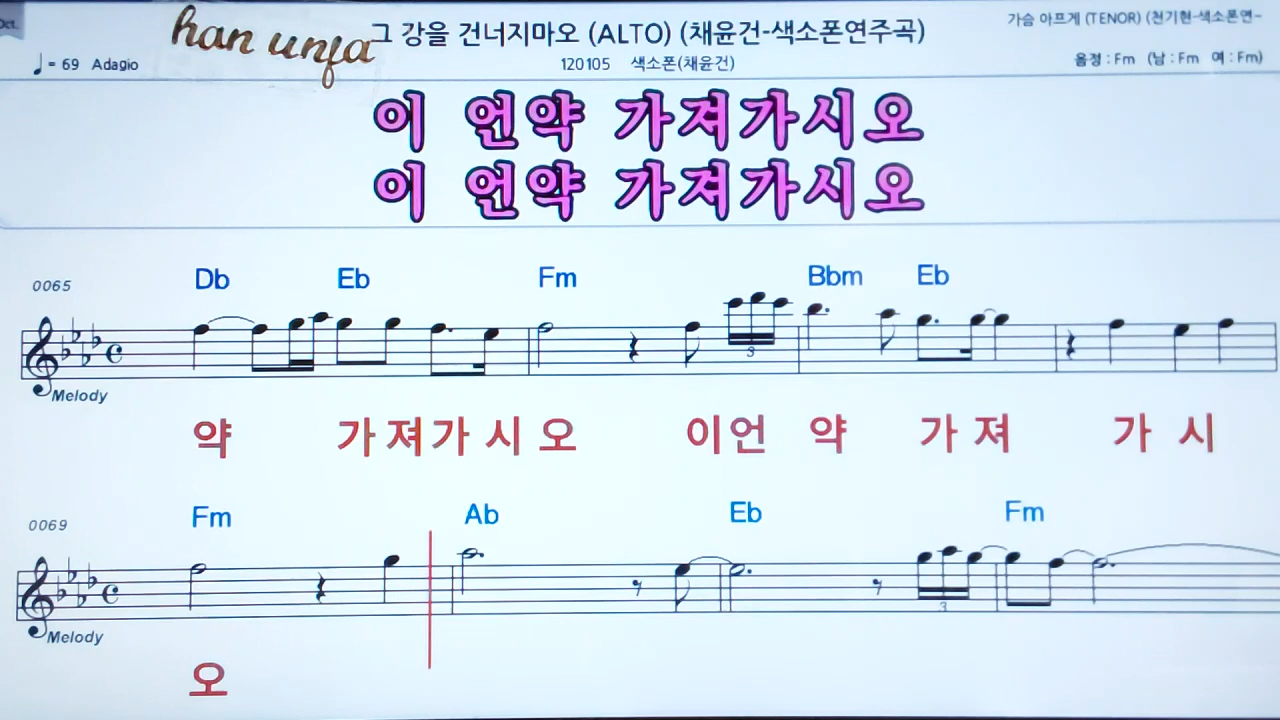 Oct.
han unfa
그 강을 건너지마오 (ALTO) (채윤건-색소폰연주곡)
가슴 아프게 (TENOR) (천기현-색소폰연-
♩= 69 Adagio
120105 색소폰(채윤건)
음정 : Fm (남 : Fm 여 : Fm)
이 언약 가져가시오
이 언약 가져가시오
0065 Db Eb Fm Bbm Eb
3
Melody
약 가져가시오 이언약 가져 가시
0069 Fm Ab Eb Fm
3
Melody
오